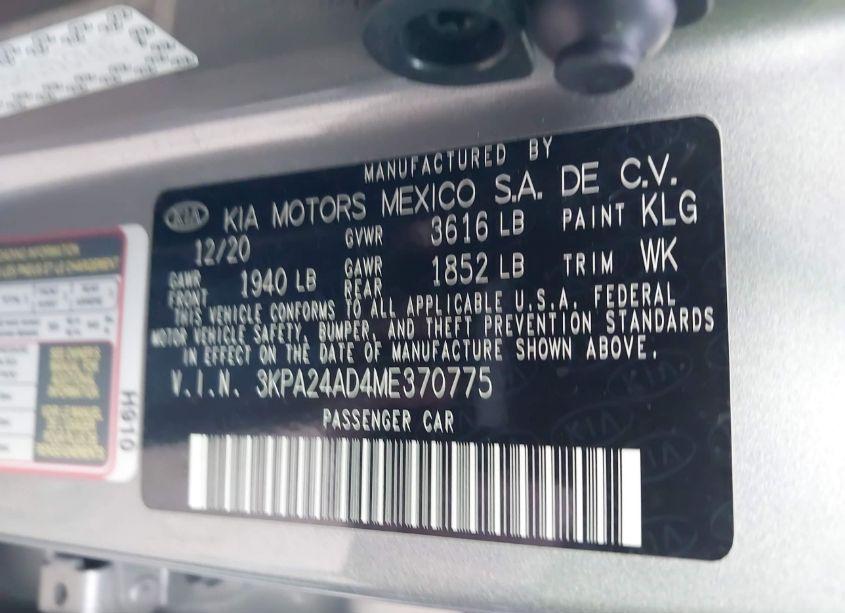 MANUFACTURED BY
KIA KIA MOTORS MEXICO S.A. DE C.V.
12/20 GVWR 3616 LB PAINT KLG
GAWR FRONT 1940 LB GAWR REAR 1852 LB TRIM WK
THIS VEHICLE CONFORMS TO ALL APPLICABLE U.S.A. FEDERAL
MOTOR VEHICLE SAFETY, BUMPER, AND THEFT PREVENTION STANDARDS
IN EFFECT ON THE DATE OF MANUFACTURE SHOWN ABOVE.
V.I.N. 3KPA24AD4ME370775
PASSENGER CAR
H910